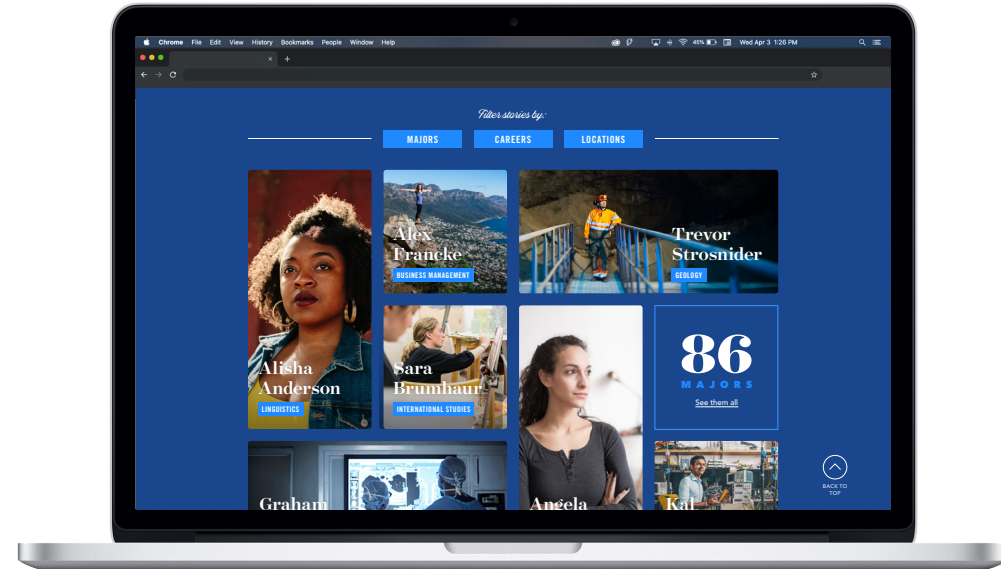 Chrome File Edit View History Bookmarks People Window Help 45% Wed Apr 3 1:26 PM
Filter stories by:
MAJORS CAREERS LOCATIONS
Alex
Francke
BUSINESS MANAGEMENT
Trevor
Strosnider
GEOLOGY
Alisha
Anderson
LINGUISTICS
Sara
Brumhaur
INTERNATIONAL STUDIES
86
MAJORS
See them all
Graham
Angela
Kai
BACK TO
TOP